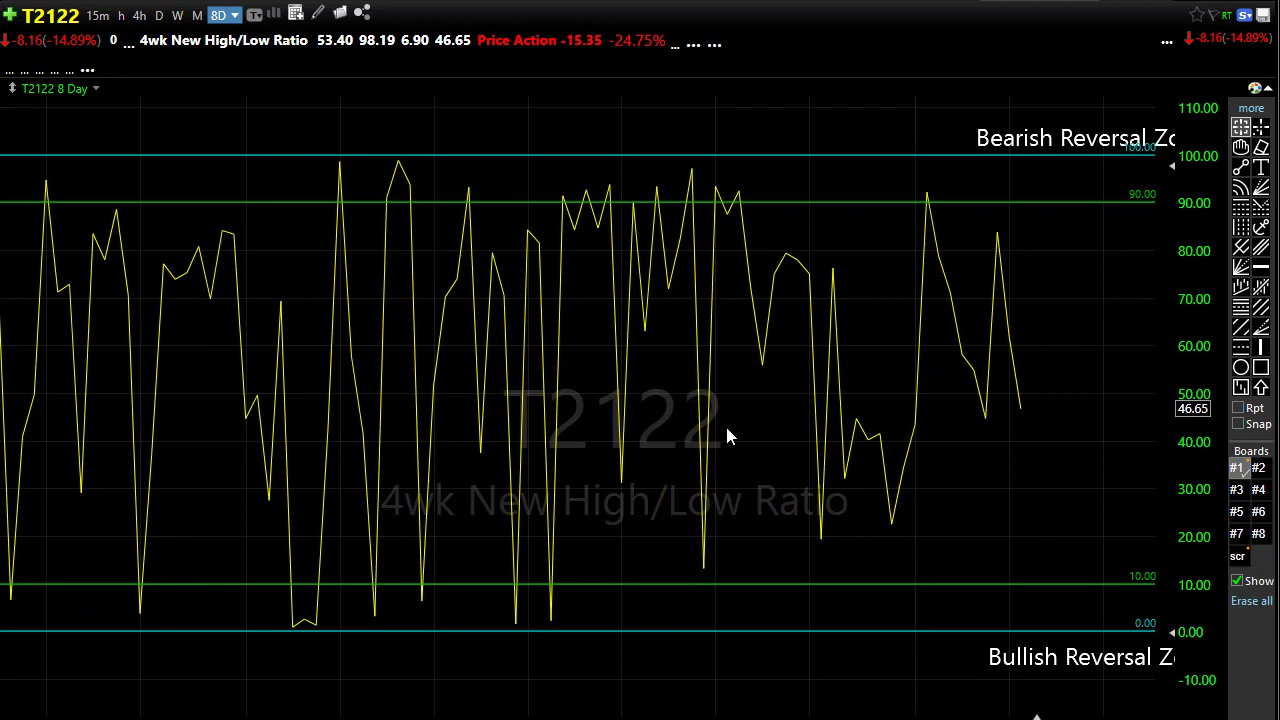 T2122 15m h 4h D W M 8D T RT S
-8.16(-14.89%) 0 ... 4wk New High/Low Ratio 53.40 98.19 6.90 46.65 Price Action -15.35 -24.75% ... ... ... ... -8.16(-14.89%)
... ... ... ... ... ...
T2122 8 Day
more
110.00
Bearish Reversal Zo
100.00
100.00
90.00
90.00
80.00
70.00
60.00
50.00
T2122
46.65
Rpt
Snap
40.00
Boards
#1 #2
4wk New High/Low Ratio
30.00
#3 #4
#5 #6
20.00
#7 #8
scr
10.00
10.00
Show
Erase all
0.00
0.00
Bullish Reversal Zo
-10.00